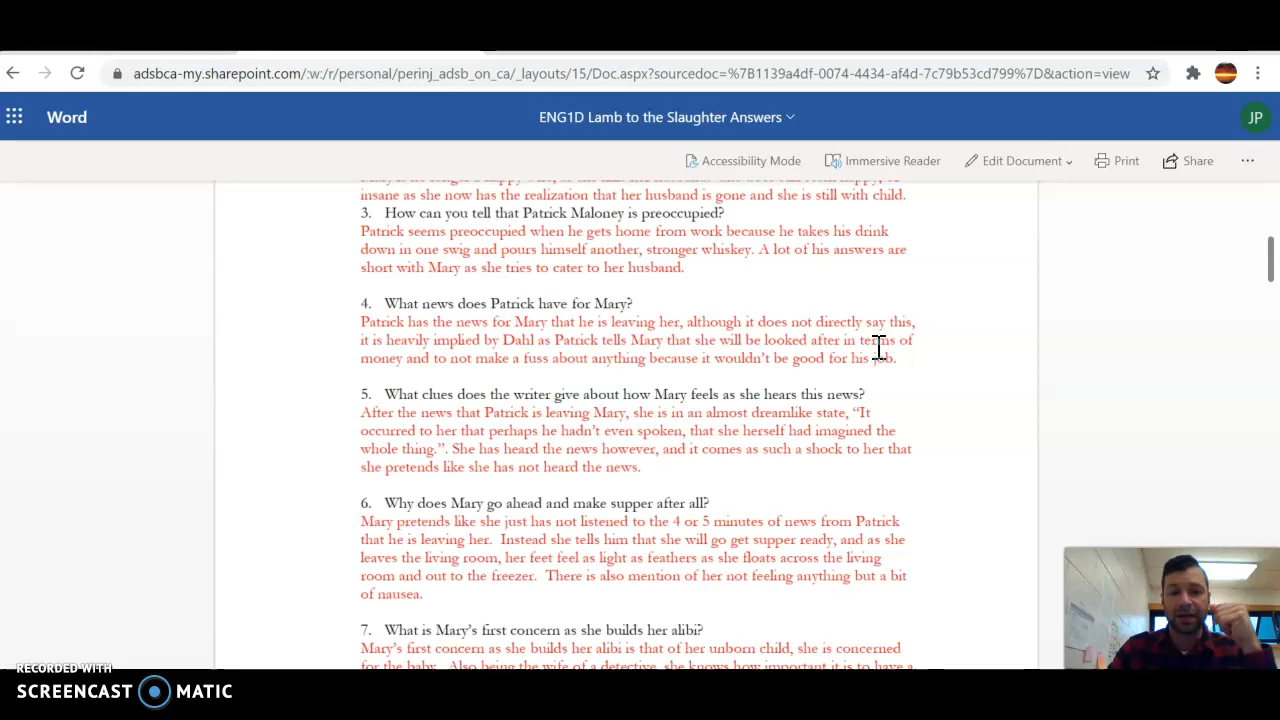 adsbca-my.sharepoint.com/:w:/r/personal/perinj_adsb_on_ca/_layouts/15/Doc.aspx?sourcedoc=%7B1139a4df-0074-4434-af4d-7c79b53cd799%7D&action=view
Word
ENG1D Lamb to the Slaughter Answers
JP
Accessibility Mode
Immersive Reader
Edit Document
Print
Share
insane as she now has the realization that her husband is gone and she is still with child.
3. How can you tell that Patrick Maloney is preoccupied?
Patrick seems preoccupied when he gets home from work because he takes his drink
down in one swig and pours himself another, stronger whiskey. A lot of his answers are
short with Mary as she tries to cater to her husband.
4. What news does Patrick have for Mary?
Patrick has the news for Mary that he is leaving her, although it does not directly say this,
it is heavily implied by Dahl as Patrick tells Mary that she will be looked after in terms of
money and to not make a fuss about anything because it wouldn't be good for his job.
5. What clues does the writer give about how Mary feels as she hears this news?
After the news that Patrick is leaving Mary, she is in an almost dreamlike state, “It
occurred to her that perhaps he hadn't even spoken, that she herself had imagined the
whole thing.”. She has heard the news however, and it comes as such a shock to her that
she pretends like she has not heard the news.
6. Why does Mary go ahead and make supper after all?
Mary pretends like she just has not listened to the 4 or 5 minutes of news from Patrick
that he is leaving her. Instead she tells him that she will go get supper ready, and as she
leaves the living room, her feet feel as light as feathers as she floats across the living
room and out to the freezer. There is also mention of her not feeling anything but a bit
of nausea.
7. What is Mary's first concern as she builds her alibi?
Mary's first concern as she builds her alibi is that of her unborn child, she is concerned
for the baby. Also being the wife of a detective, she knows how important it is to have a
RECORDED WITH
SCREENCAST MATIC